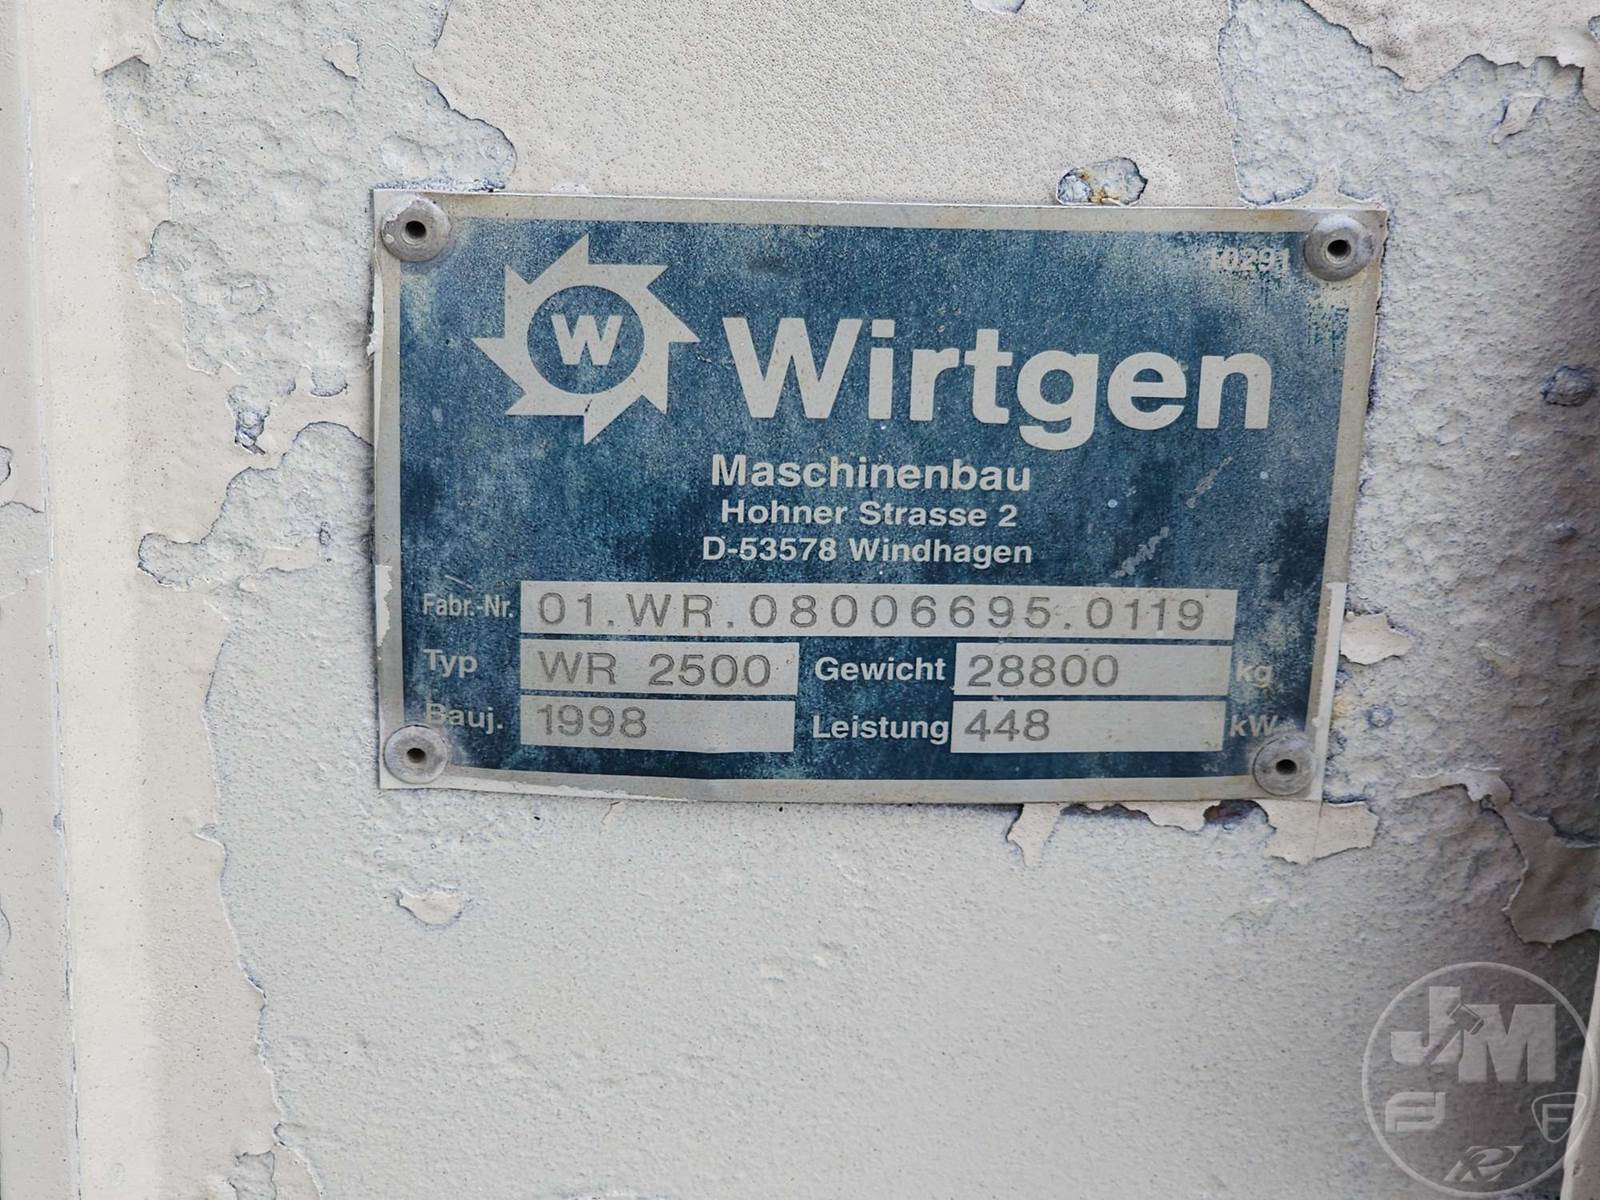 10291
W
Wirtgen
Maschinenbau
Hohner Strasse 2
D-53578 Windhagen
Fabr.-Nr. 01.WR.08006695.0119
Typ WR 2500 Gewicht 28800 kg
Bauj. 1998 Leistung 448 kW
JM